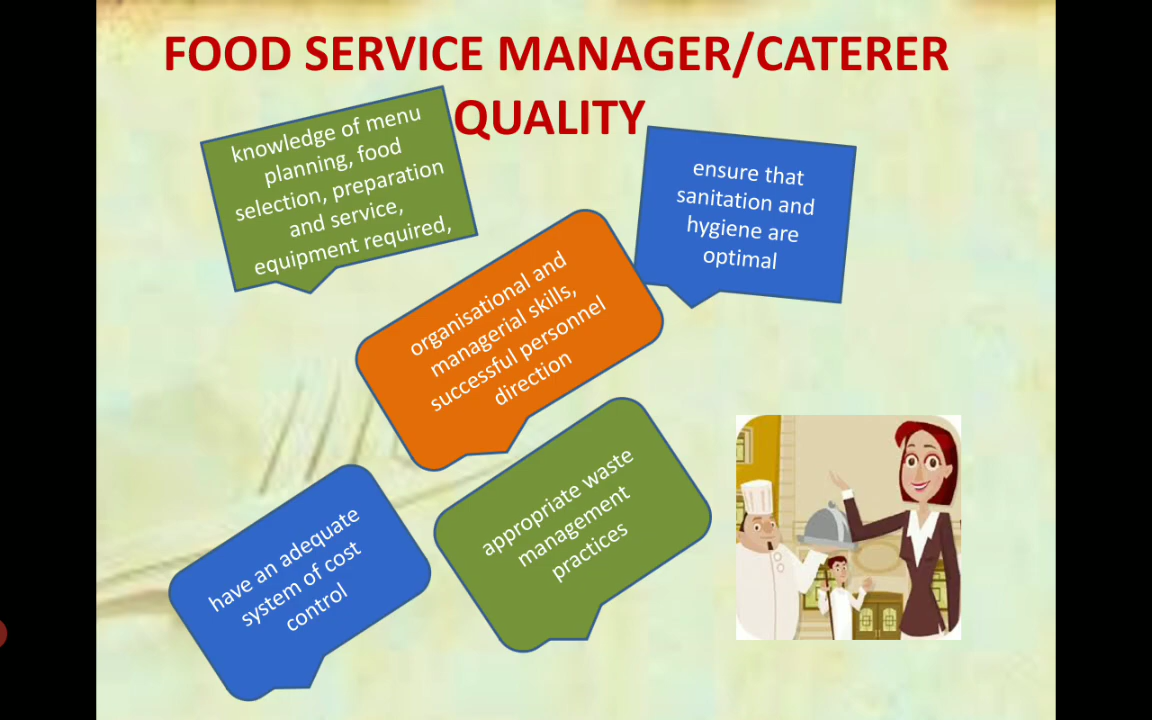 FOOD SERVICE MANAGER/CATERER
QUALITY
knowledge of menu
planning, food
selection, preparation
and service,
equipment required,
ensure that
sanitation and
hygiene are
optimal
organisational and
managerial skills,
successful personnel
direction
appropriate waste
management
practices
have an adequate
system of cost
control